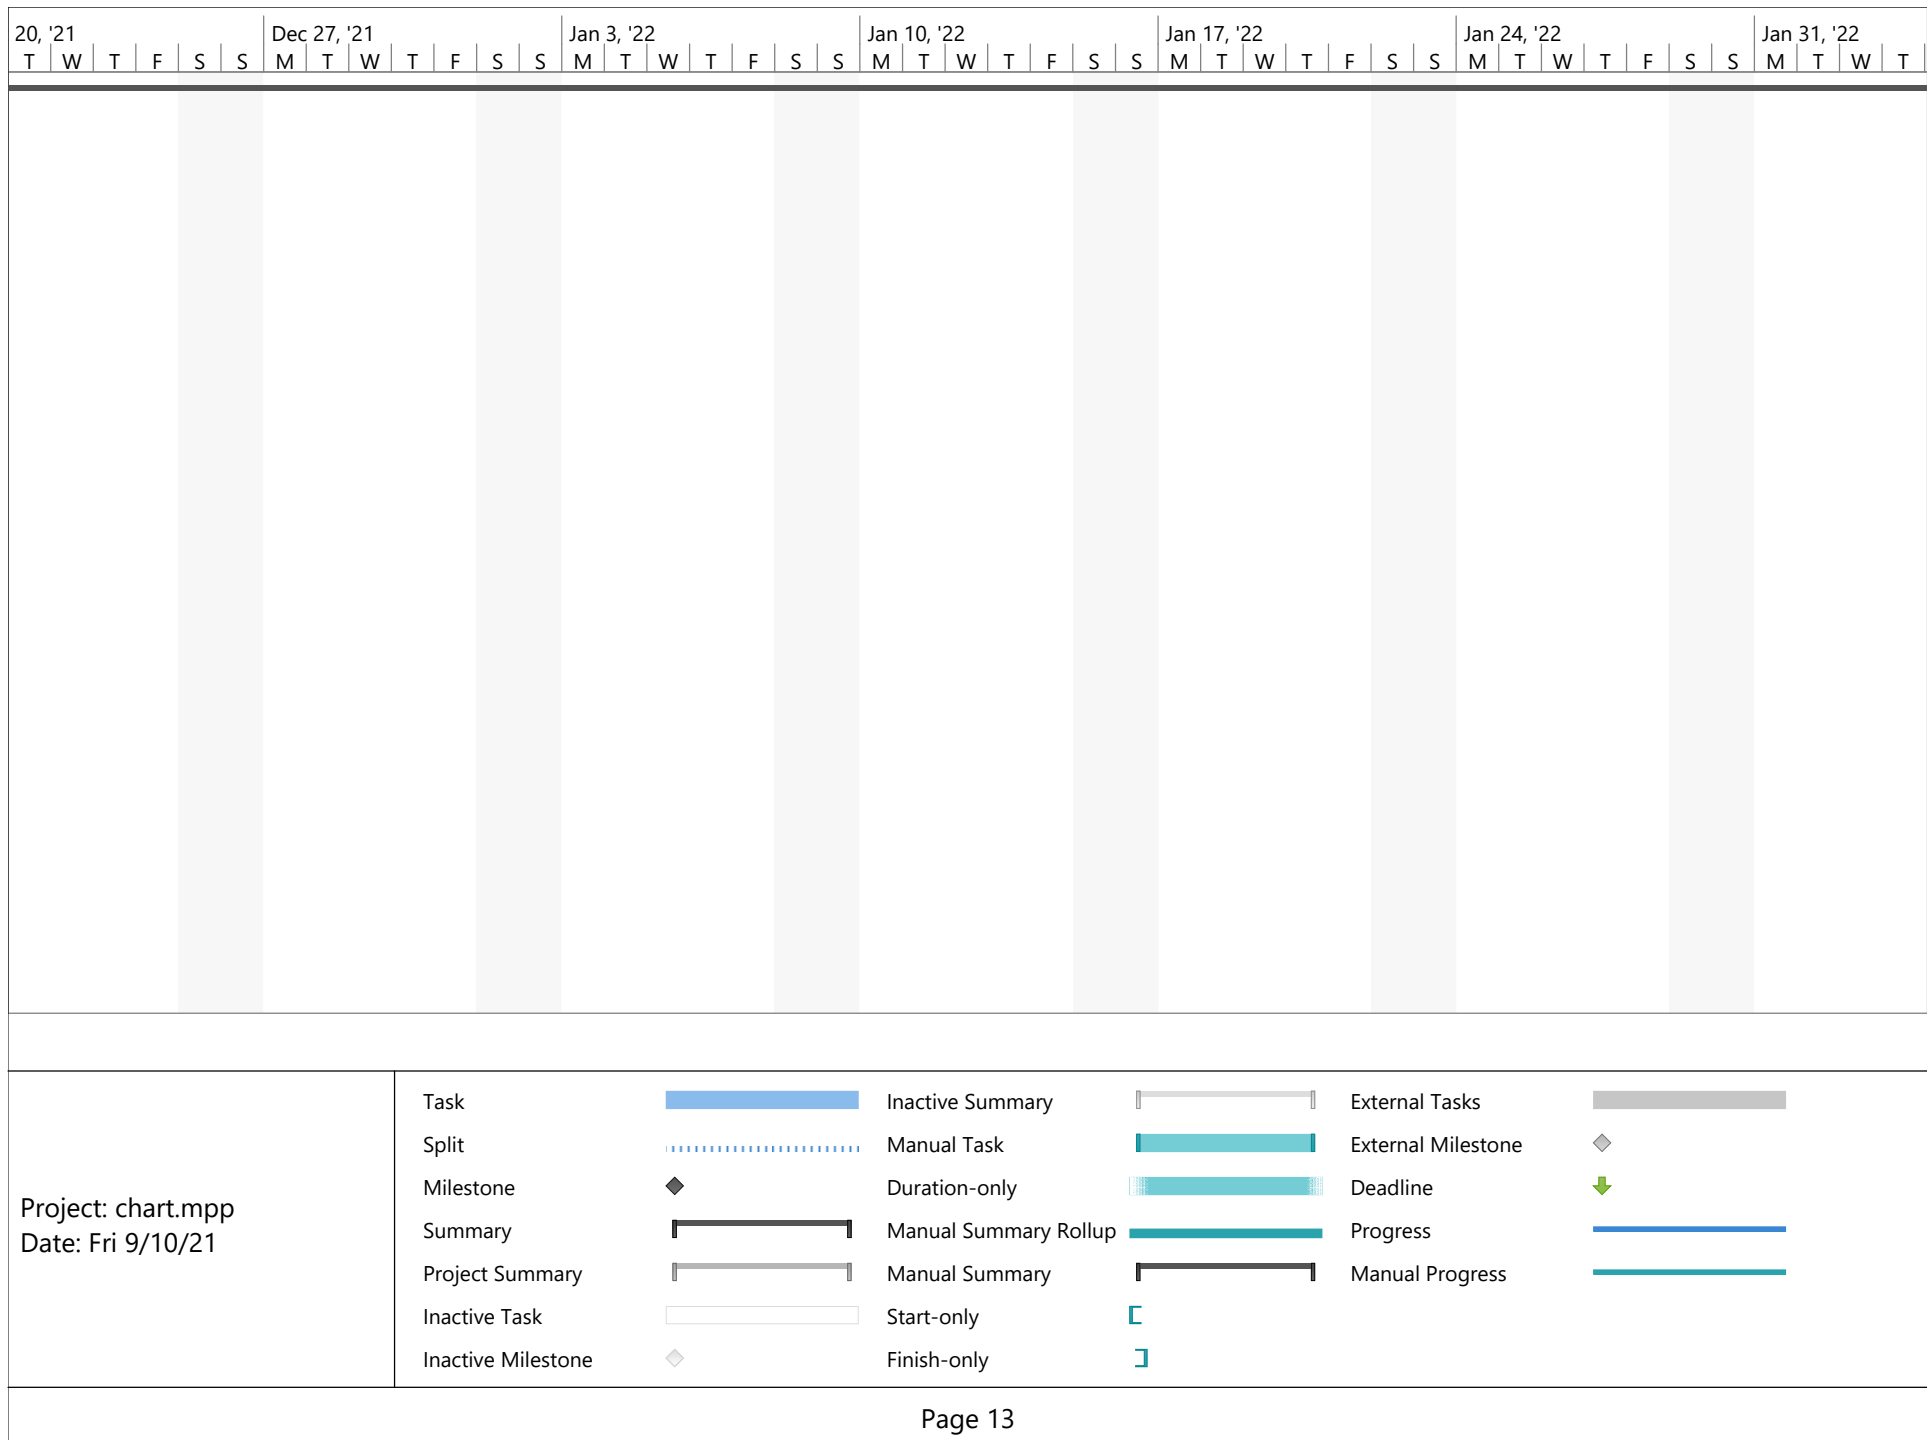 20, '21 Dec 27, '21 Jan 3, '22 Jan 10, '22 Jan 17, '22 Jan 24, '22 Jan 31, '22
T W T F S S M T W T F S S M T W T F S S M T W T F S S M T W T F S S M T W T F S S M T W T
Task Inactive Summary External Tasks
Split Manual Task External Milestone
Milestone Duration-only Deadline
Summary Manual Summary Rollup Progress
Project Summary Manual Summary Manual Progress
Inactive Task Start-only
Inactive Milestone Finish-only
Project: chart.mpp
Date: Fri 9/10/21
Page 13